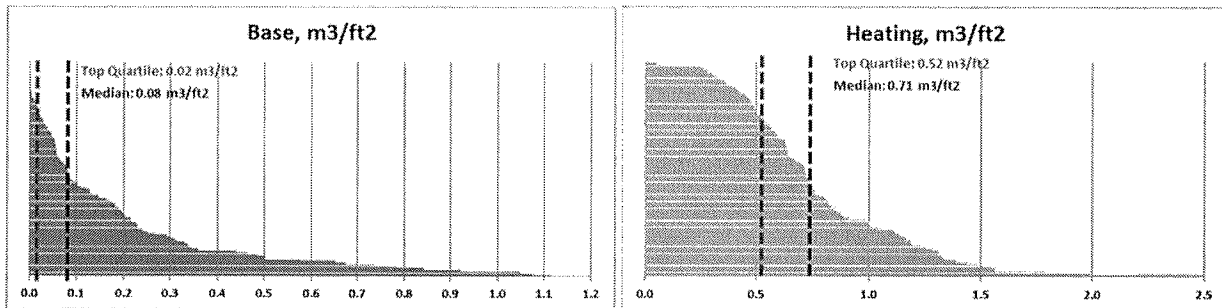 Base, m3/ft2
Top Quartile: 0.02 m3/ft2
Median: 0.08 m3/ft2
0.0 0.1 0.2 0.3 0.4 0.5 0.6 0.7 0.8 0.9 1.0 1.1 1.2
Heating, m3/ft2
Top Quartile: 0.52 m3/ft2
Median: 0.71 m3/ft2
0.0 0.5 1.0 1.5 2.0 2.5